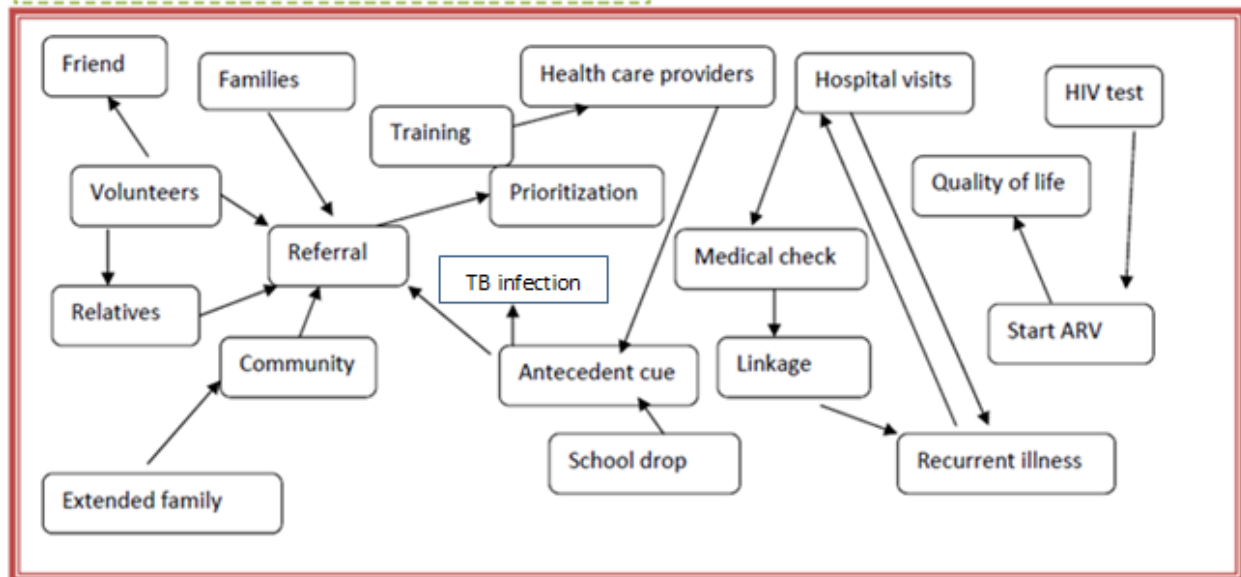 Friend
Families
Health care providers
Hospital visits
HIV test
Training
Volunteers
Prioritization
Quality of life
Referral
Medical check
TB infection
Relatives
Start ARV
Community
Antecedent cue
Linkage
School drop
Recurrent illness
Extended family